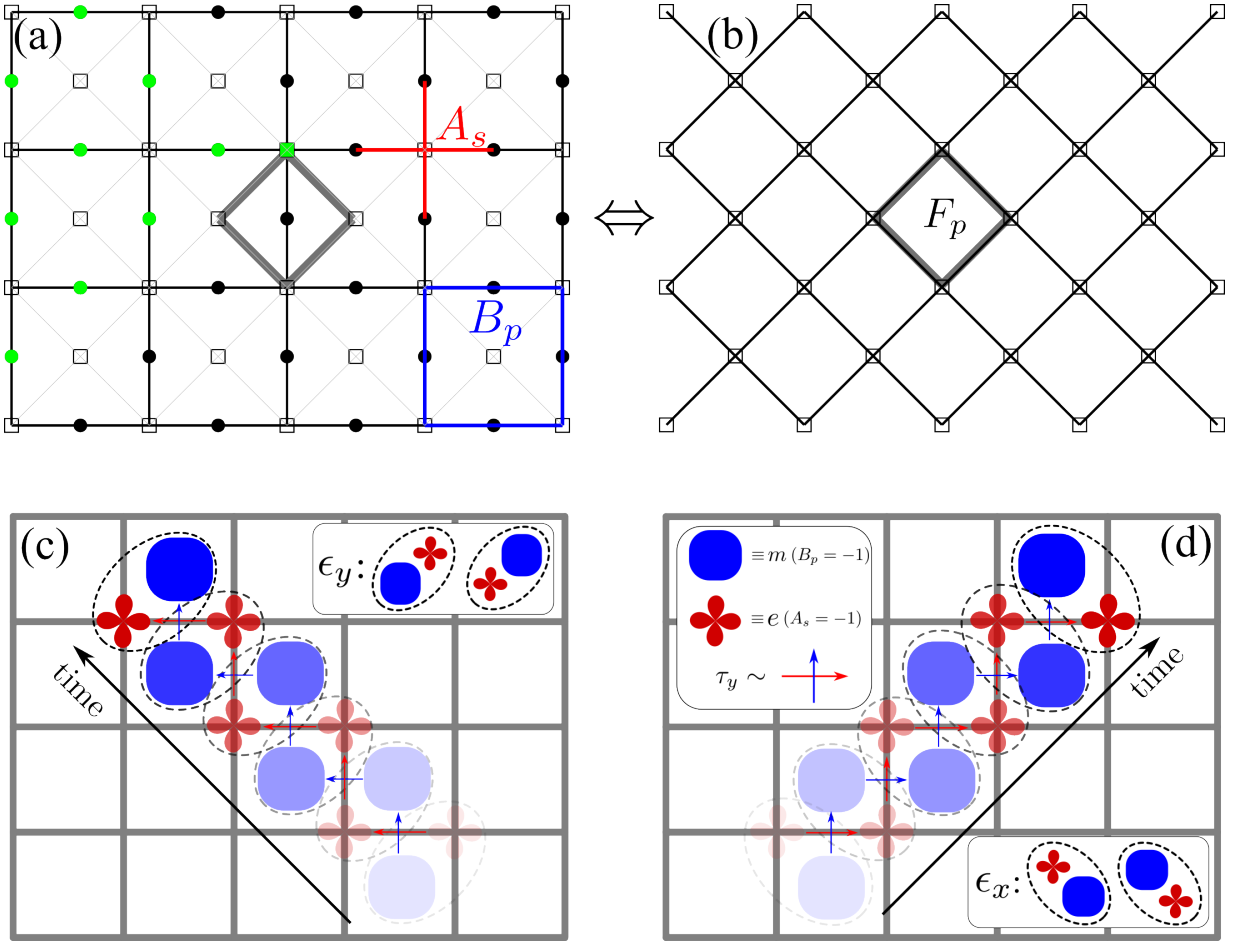 (a)
(b)
A_s
F_p
B_p
(c)
ϵ_y:
time
(d)
≡m (B_p = −1)
≡e (A_s = −1)
τ_y ∼
time
ϵ_x: